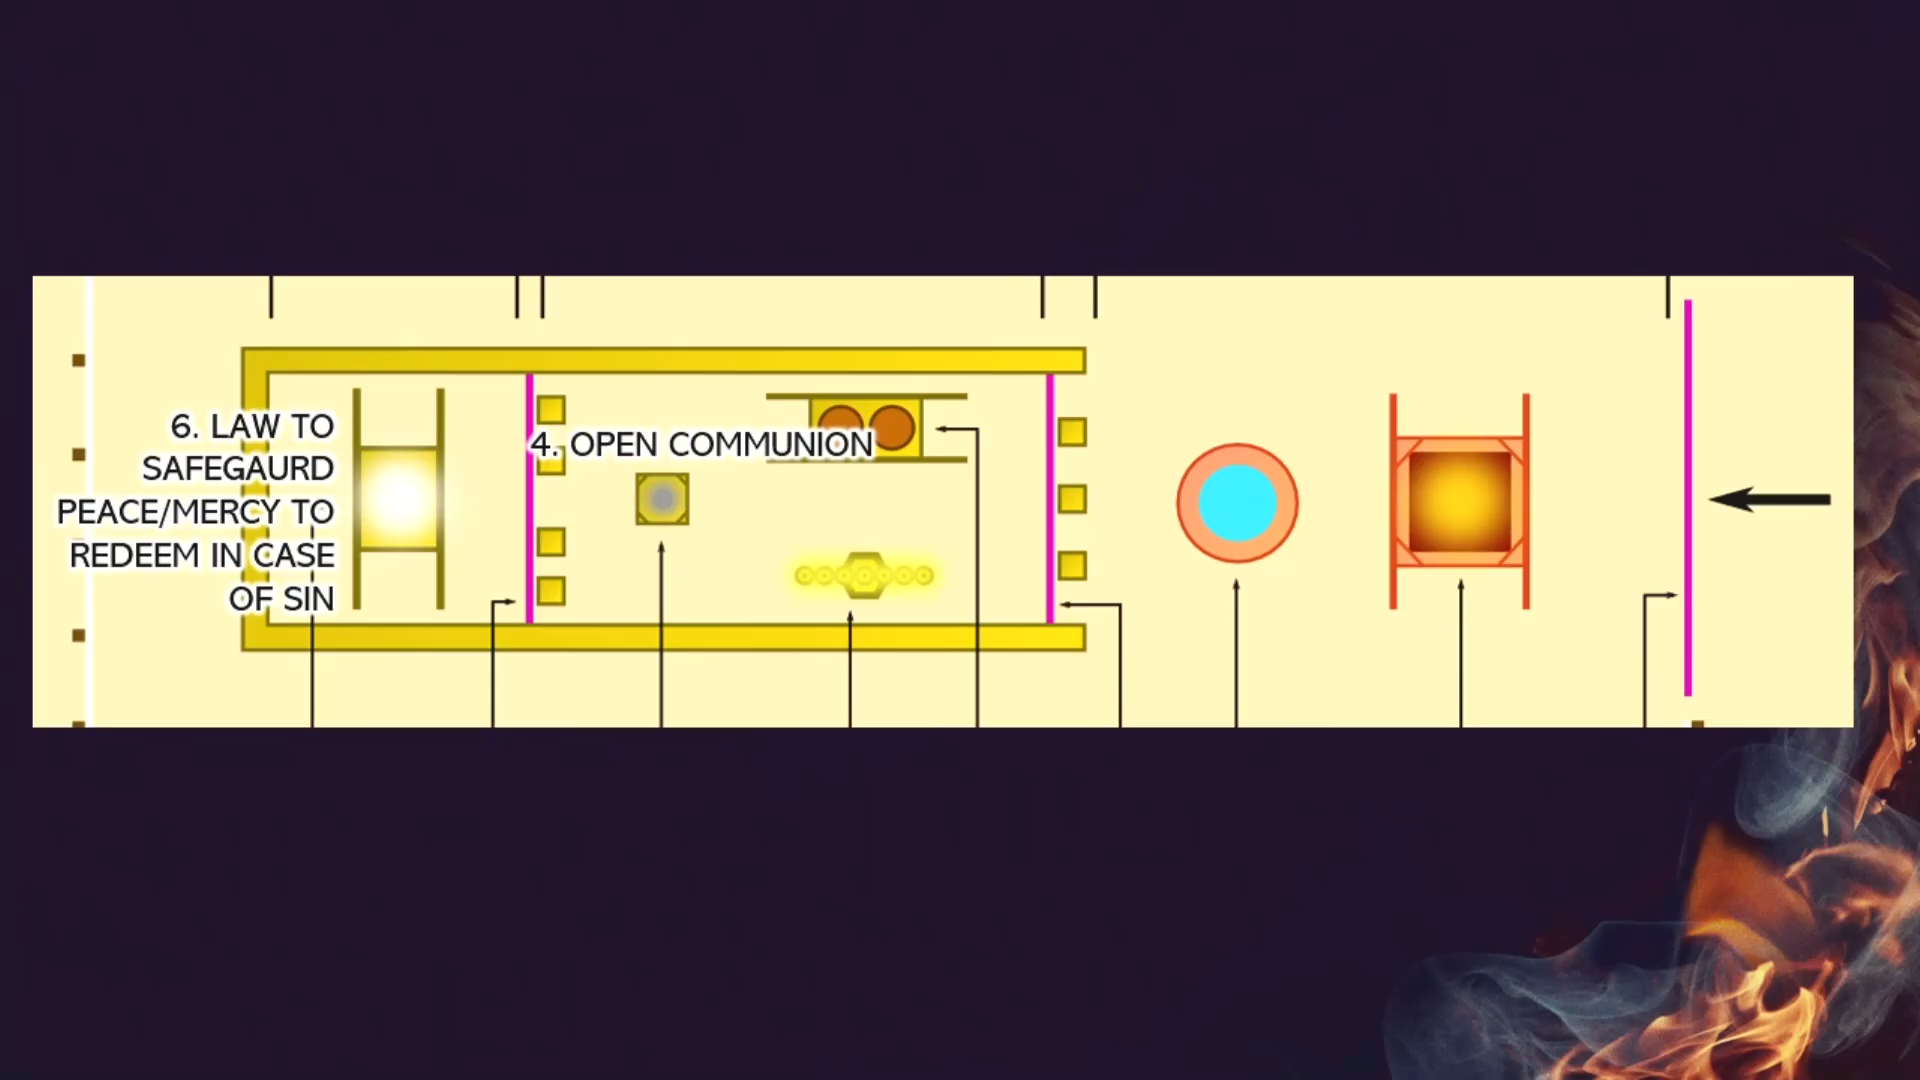 6. LAW TO
SAFEGAURD
PEACE/MERCY TO
REDEEM IN CASE
OF SIN
4. OPEN COMMUNION